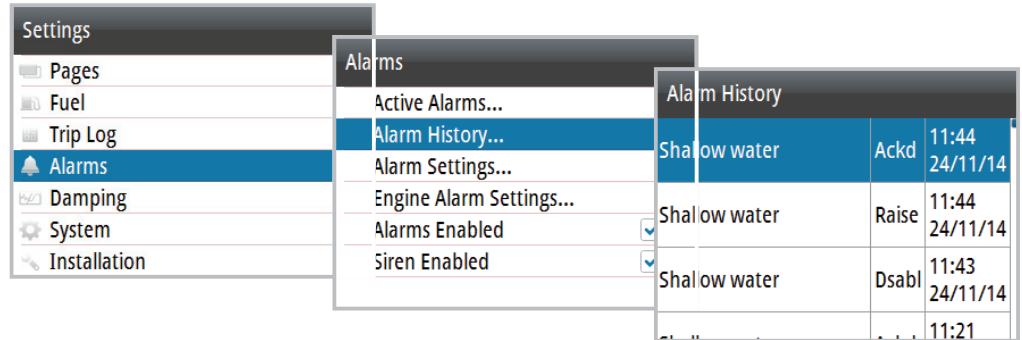 Settings
Pages
Fuel
Trip Log
Alarms
Damping
System
Installation
Alarms
Active Alarms...
Alarm History...
Alarm Settings...
Engine Alarm Settings...
Alarms Enabled
Siren Enabled
Alarm History
Shallow water Ackd 11:44
24/11/14
Shallow water Raise 11:44
24/11/14
Shallow water Dsabl 11:43
24/11/14
11:21